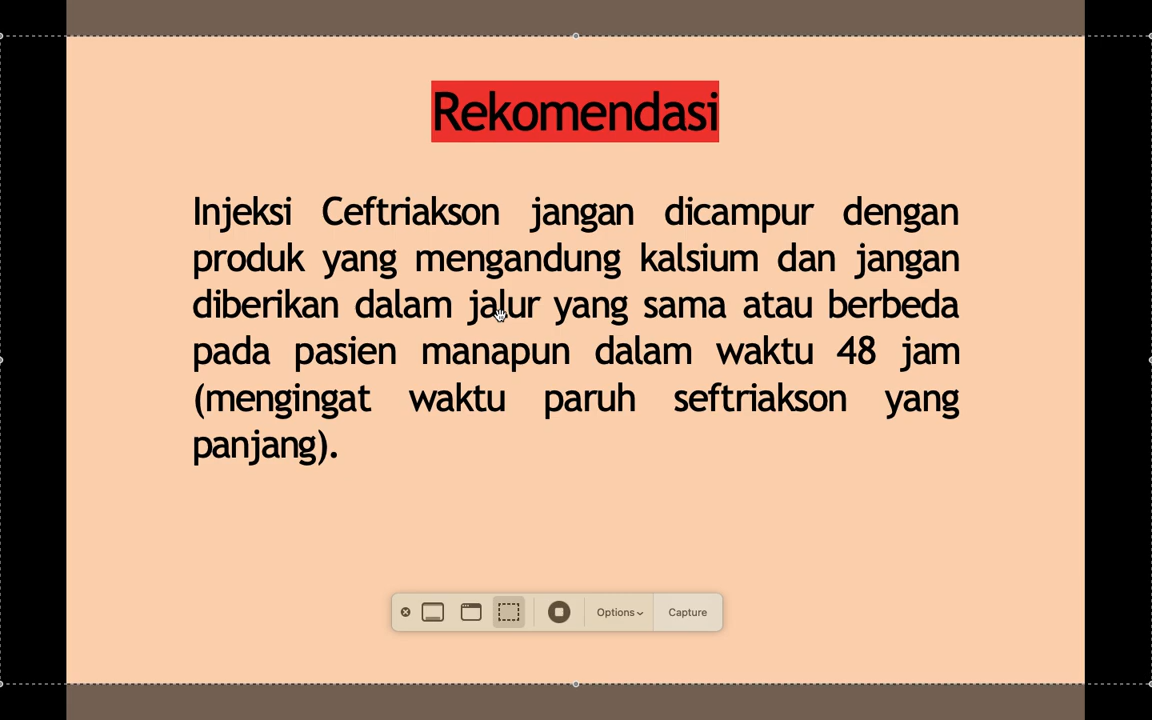 Rekomendasi
Injeksi Ceftriakson jangan dicampur dengan
produk yang mengandung kalsium dan jangan
diberikan dalam jalur yang sama atau berbeda
pada pasien manapun dalam waktu 48 jam
(mengingat waktu paruh seftriakson yang
panjang).
Options
Capture